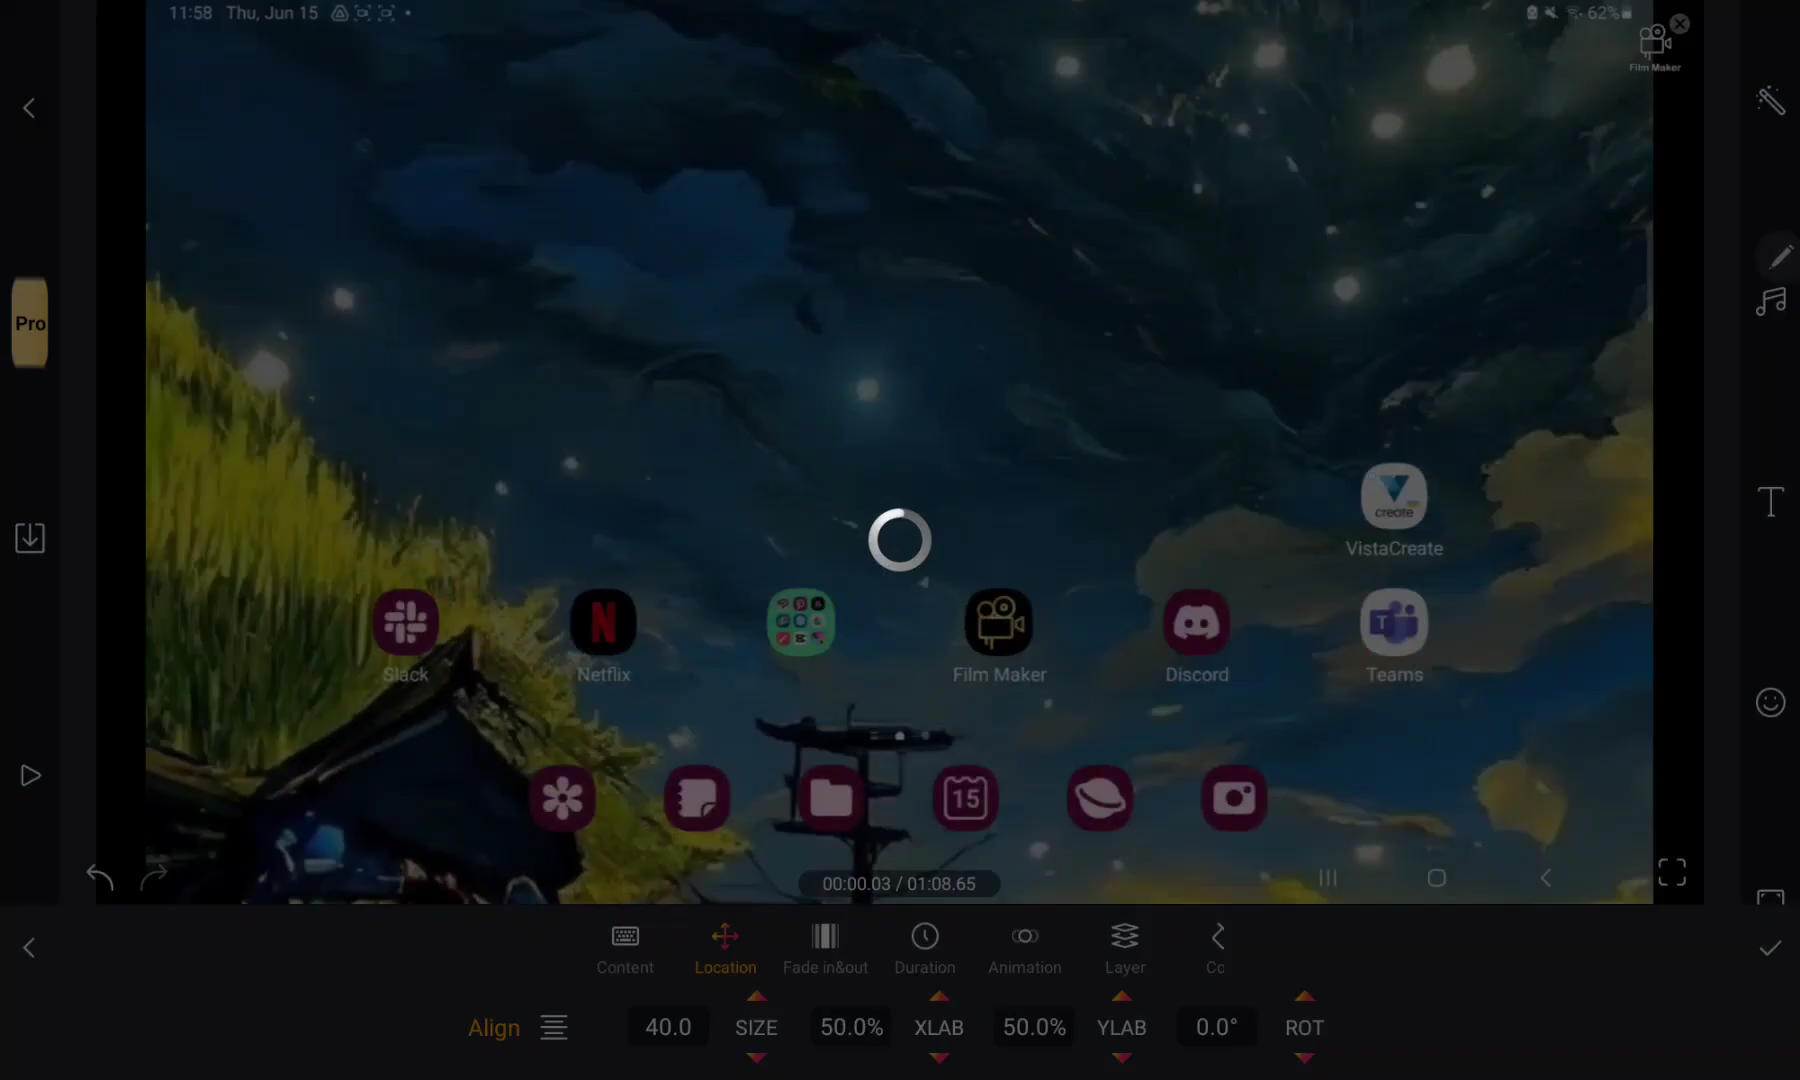 11:58 Thu, Jun 15
62%
Film Maker
Pro
create
VistaCreate
Slack
Netflix
Film Maker
Discord
T
Teams
15
00:00.03 / 01:08.65
Content
Location
Fade in&out
Duration
Animation
Layer
Cc
Align
40.0
SIZE
50.0%
XLAB
50.0%
YLAB
0.0°
ROT